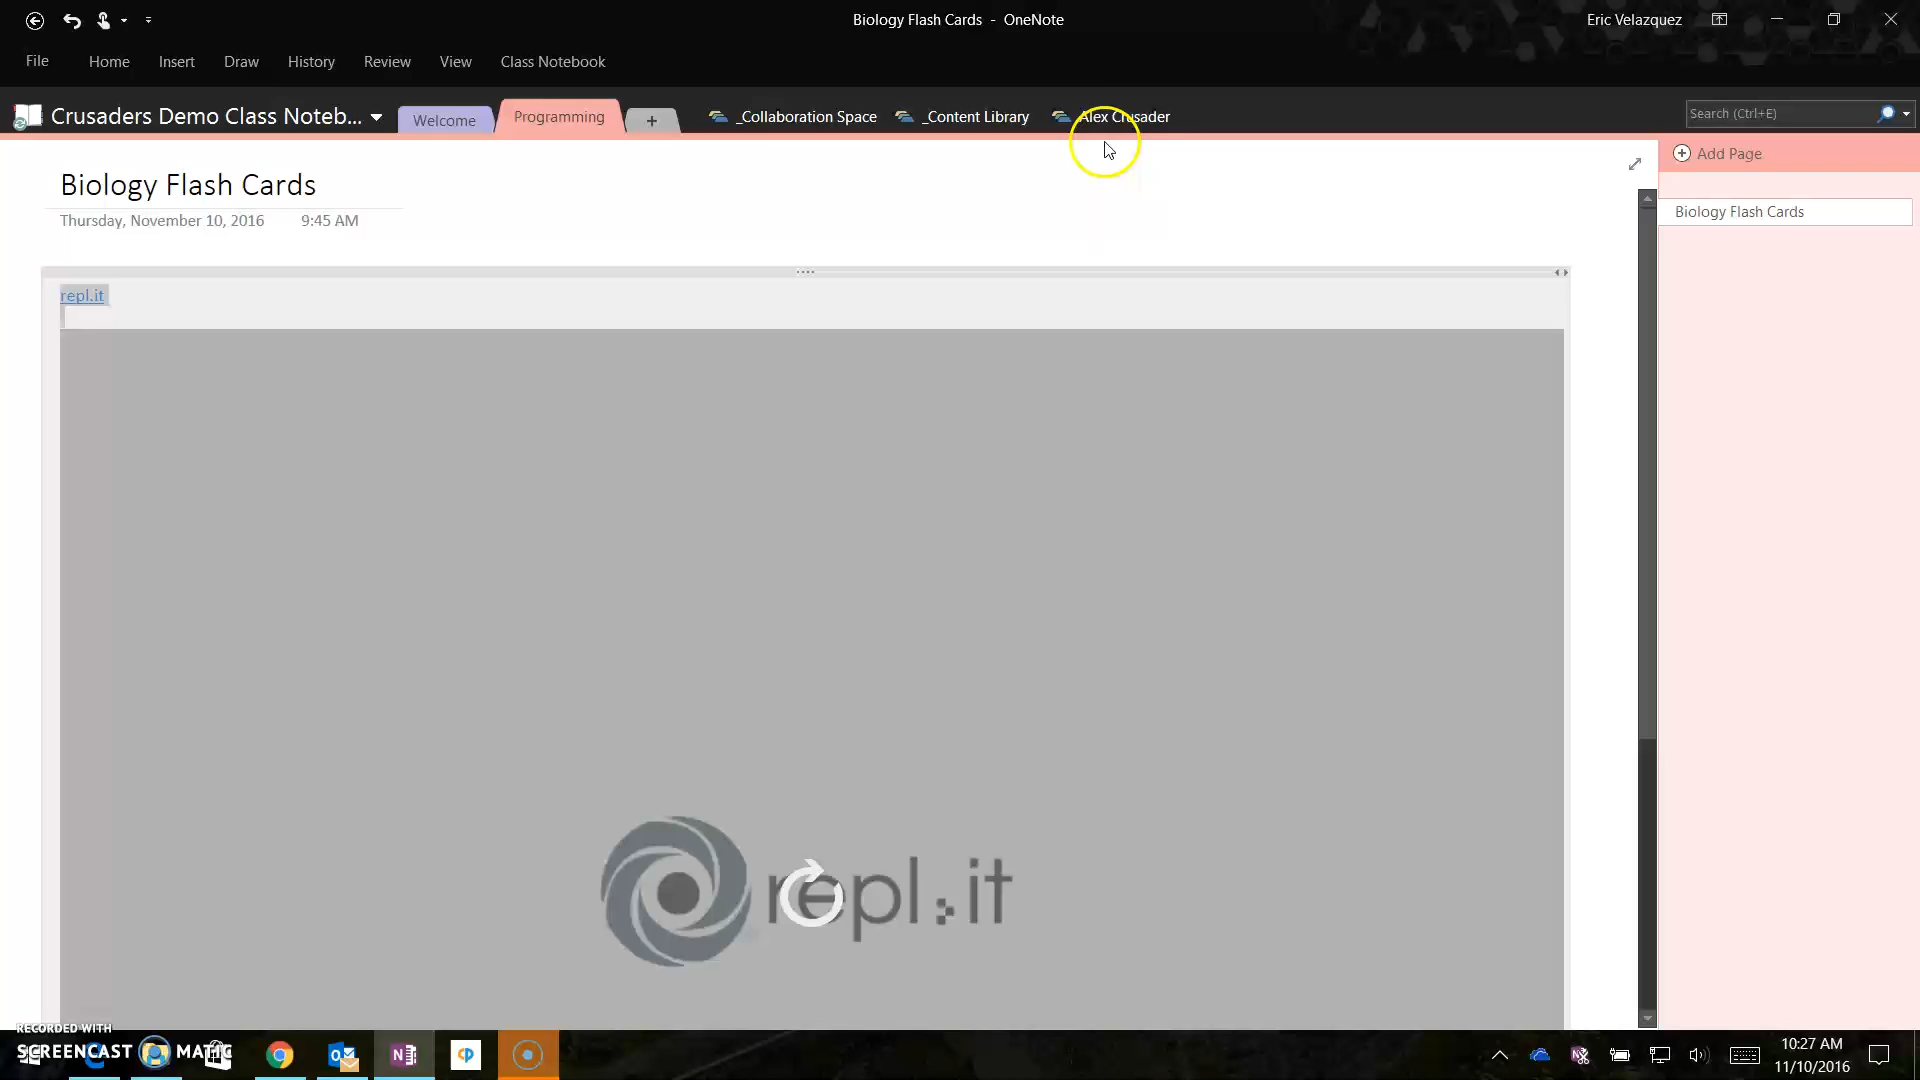 Biology Flash Cards - OneNote
Eric Velazquez
File Home Insert Draw History Review View Class Notebook
Crusaders Demo Class Noteb...
Welcome
Programming
+
_Collaboration Space
_Content Library
Alex Crusader
Search (Ctrl+E)
Add Page
Biology Flash Cards
Biology Flash Cards
Thursday, November 10, 2016 9:45 AM
repl.it
repl.it
RECORDED WITH
SCREENCAST MATIC
10:27 AM
11/10/2016